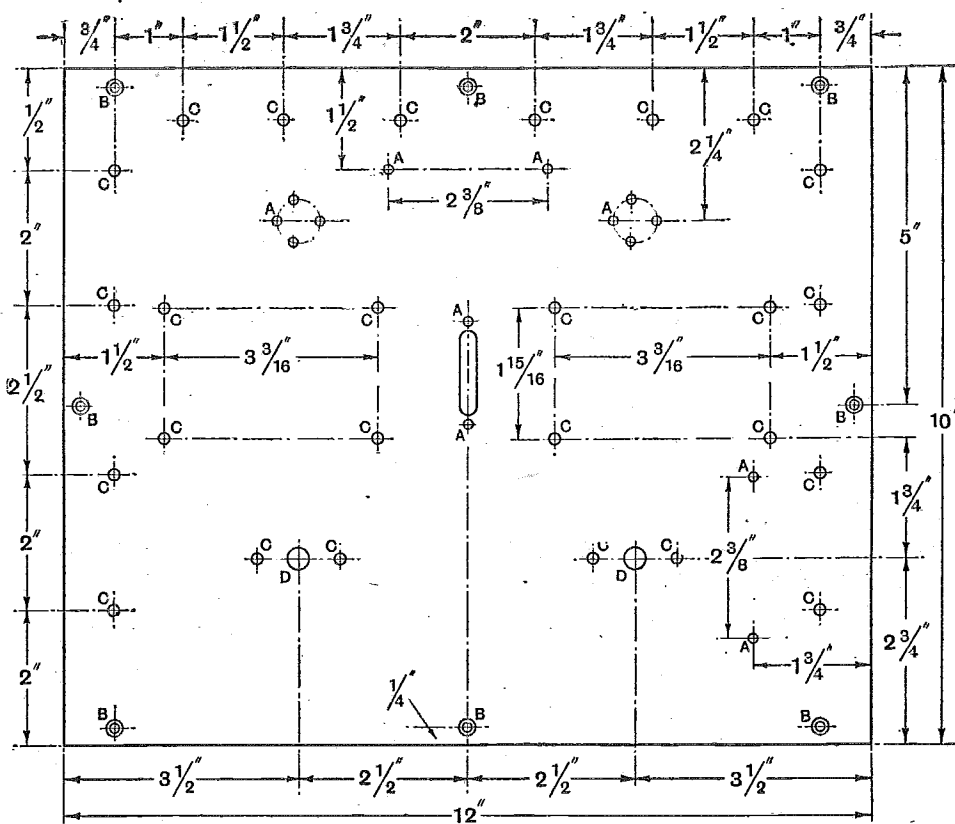 3/4" 1" 1 1/2" 1 3/4" 2" 1 3/4" 1 1/2" 1" 3/4"
B B B
1/2" C C C C C C 1 1/2" 2 1/4"
C A A C
2 3/8"
A A
2" 5"
C C C A C C C
1 1/2" 3 3/16" 1 15/16" 3 3/16" 1 1/2"
2 1/2"
B B 10"
C C A C C
C A C
1 3/4"
2" C C C C 2 3/8"
D D
C C
2" A 1 3/4" 2 3/4"
1/4"
B B B
3 1/2" 2 1/2" 2 1/2" 3 1/2"
12"